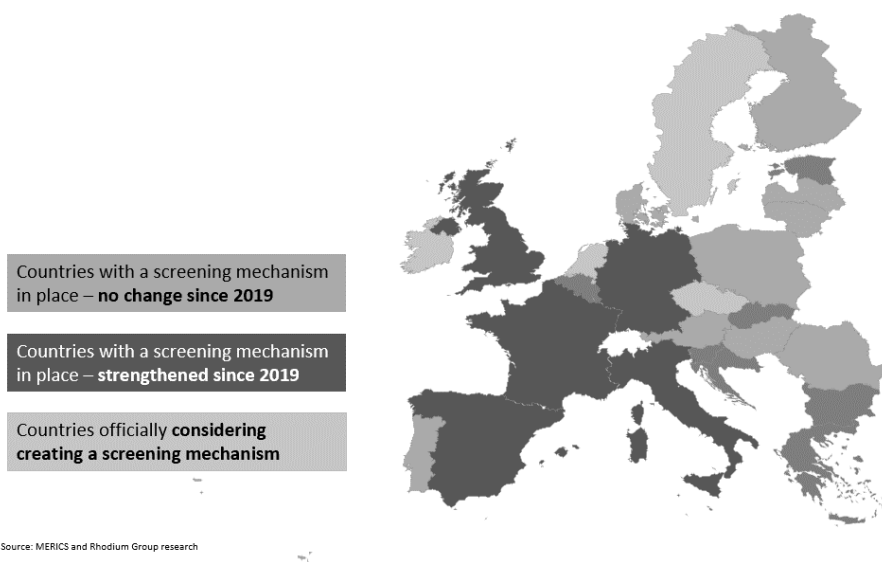 Countries with a screening mechanism
in place – no change since 2019
Countries with a screening mechanism
in place – strengthened since 2019
Countries officially considering
creating a screening mechanism
Source: MERICS and Rhodium Group research